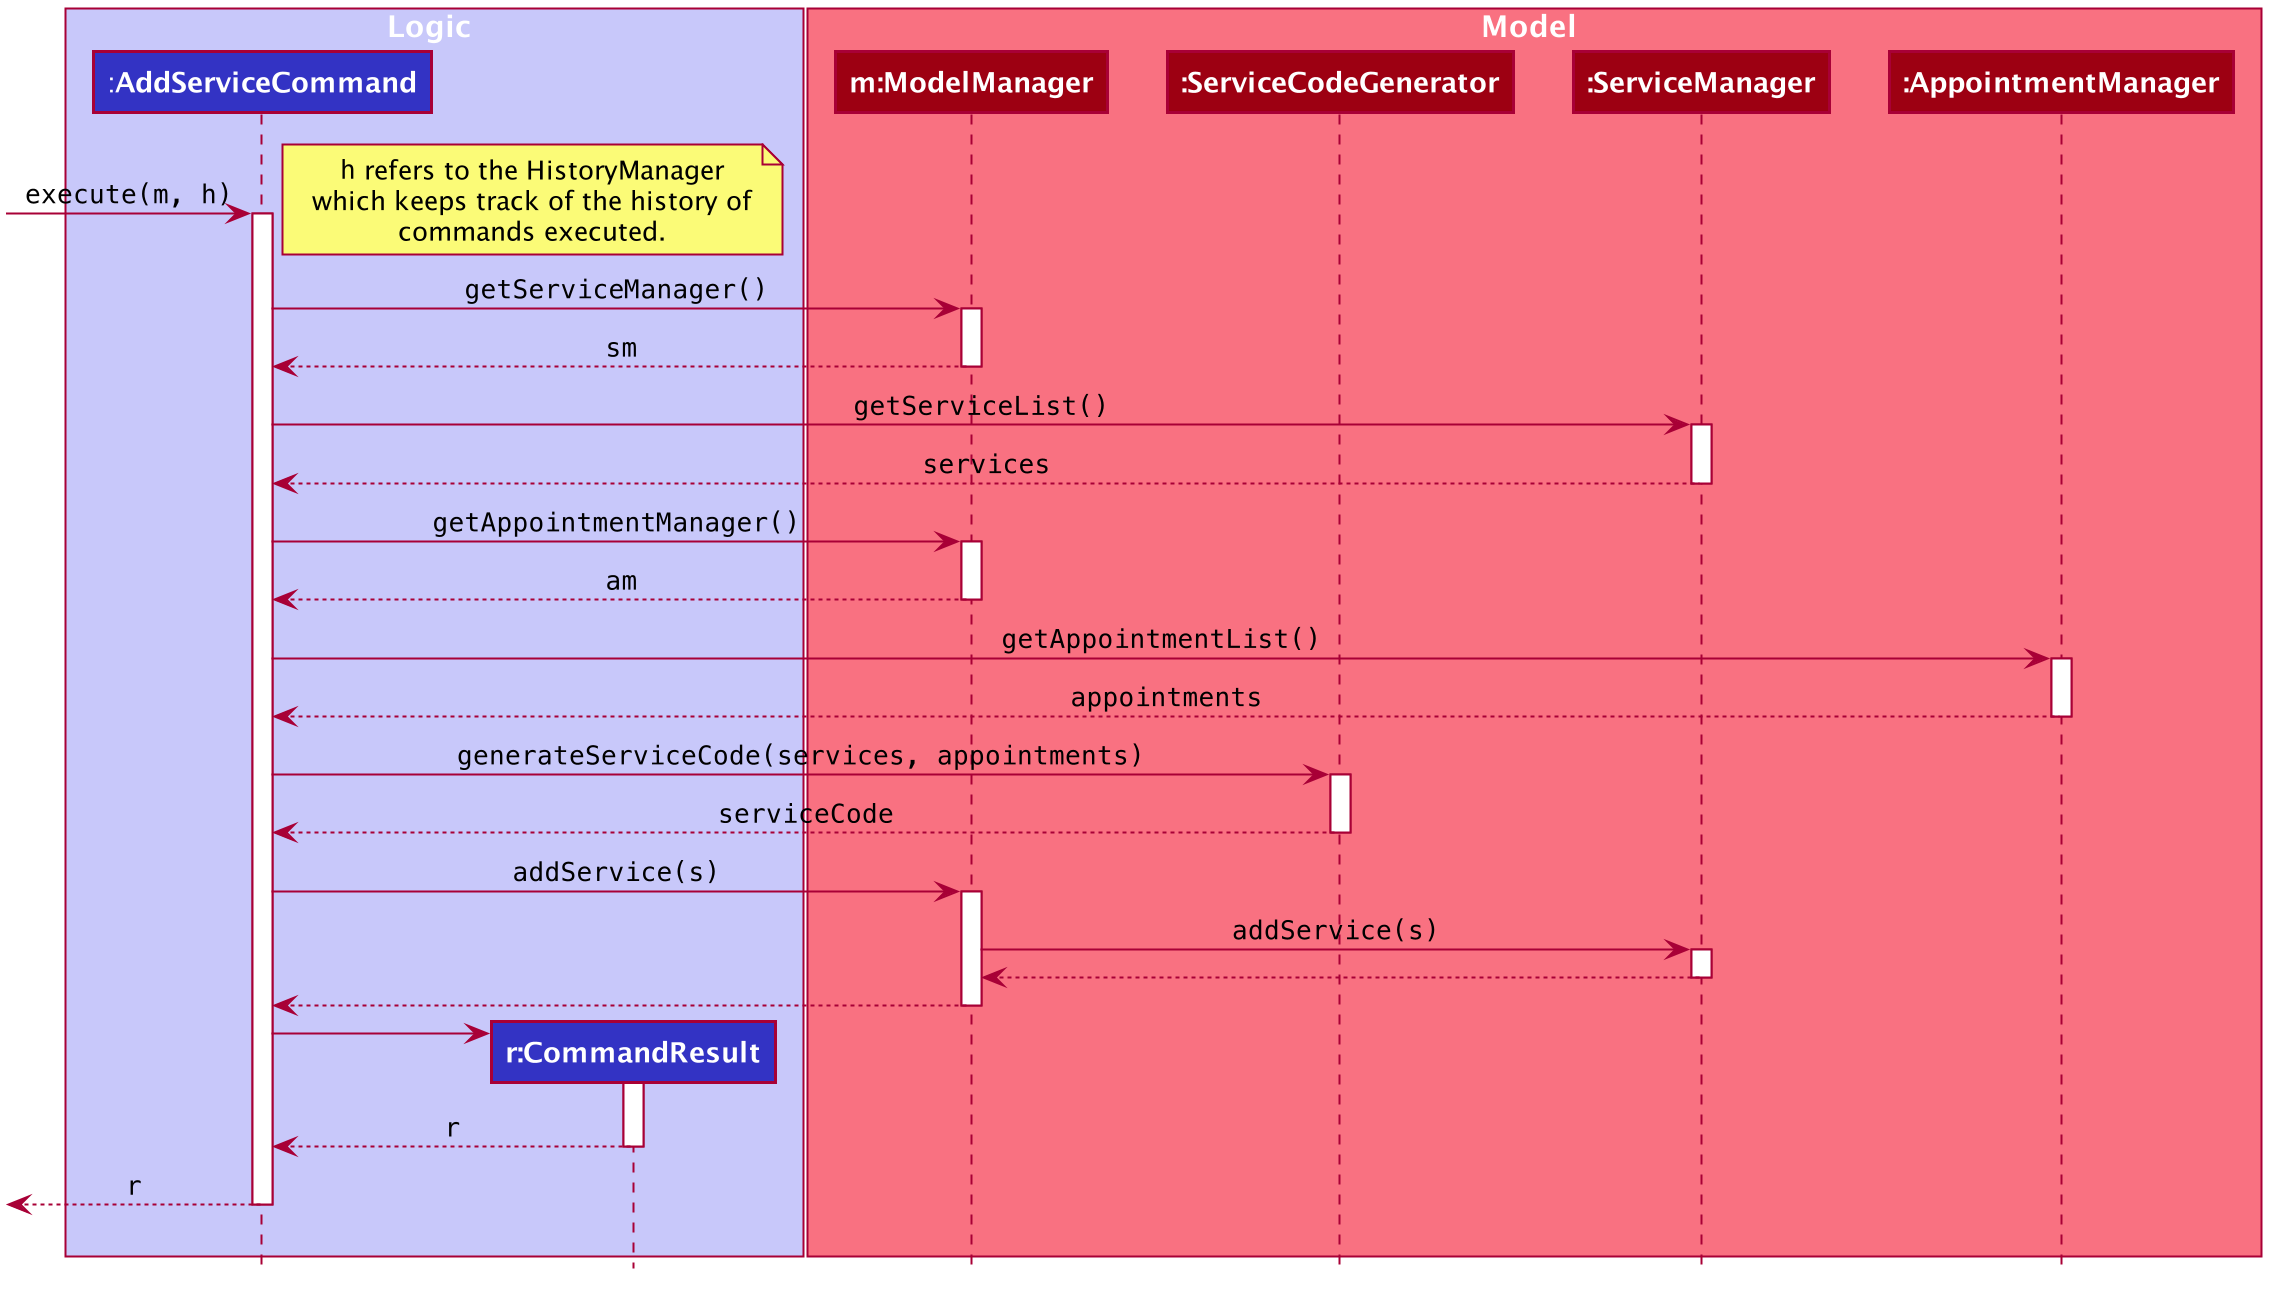 Logic
Model
:AddServiceCommand
m:ModelManager
:ServiceCodeGenerator
:ServiceManager
:AppointmentManager
h refers to the HistoryManager
which keeps track of the history of
commands executed.
execute(m, h)
getServiceManager()
sm
getServiceList()
services
getAppointmentManager()
am
getAppointmentList()
appointments
generateServiceCode(services, appointments)
serviceCode
addService(s)
addService(s)
r:CommandResult
r
r